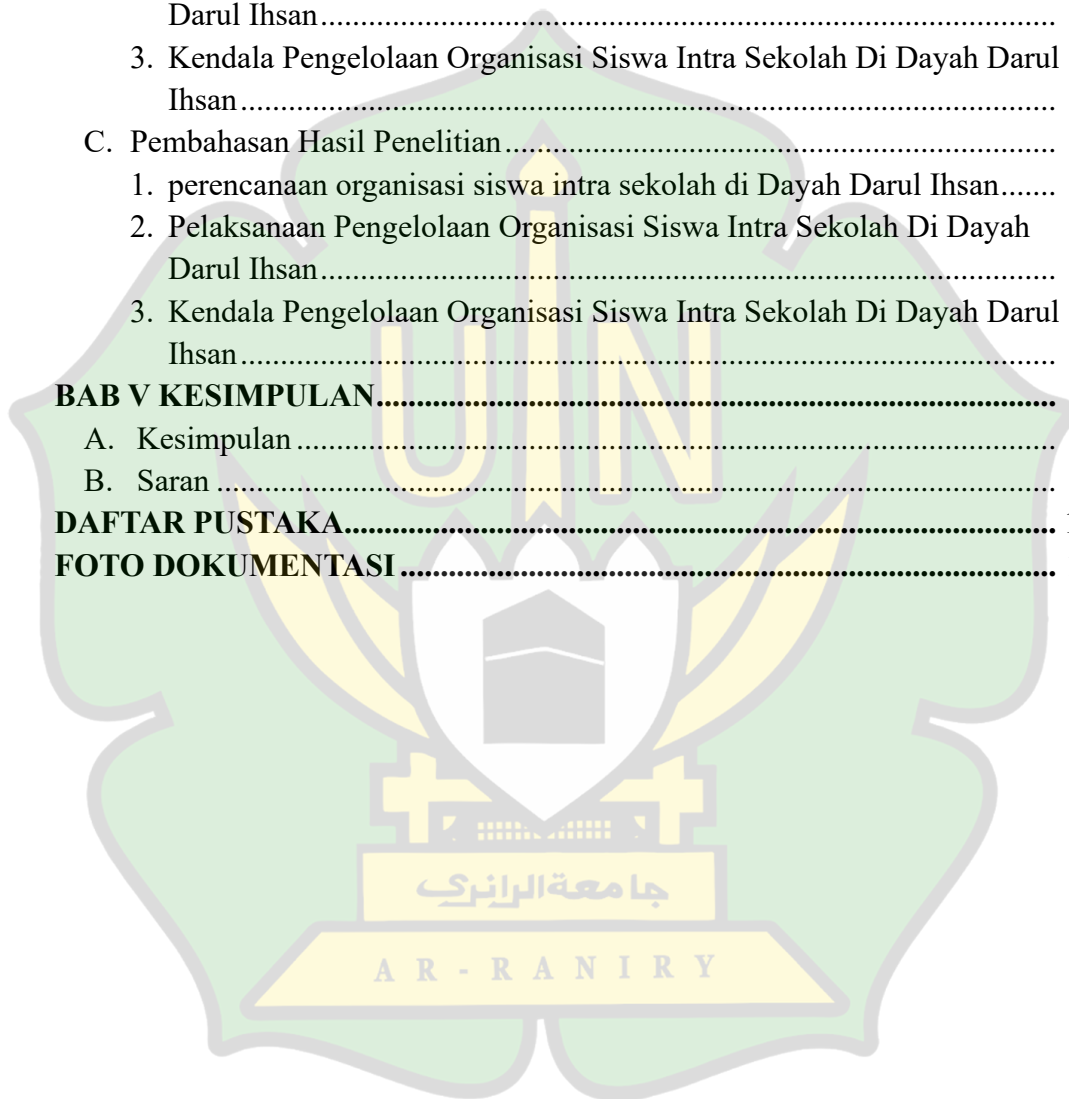 Darul Ihsan................................................................................................
3. Kendala Pengelolaan Organisasi Siswa Intra Sekolah Di Dayah Darul
Ihsan..........................................................................................................
C. Pembahasan Hasil Penelitian........................................................................
1. perencanaan organisasi siswa intra sekolah di Dayah Darul Ihsan.......
2. Pelaksanaan Pengelolaan Organisasi Siswa Intra Sekolah Di Dayah
Darul Ihsan................................................................................................
3. Kendala Pengelolaan Organisasi Siswa Intra Sekolah Di Dayah Darul
Ihsan..........................................................................................................
BAB V KESIMPULAN.......................................................................................
A. Kesimpulan...................................................................................................
B. Saran.............................................................................................................
DAFTAR PUSTAKA.......................................................................................... 1
FOTO DOKUMENTASI...................................................................................
UIN
جامعة الرانري
AR-RANIRY